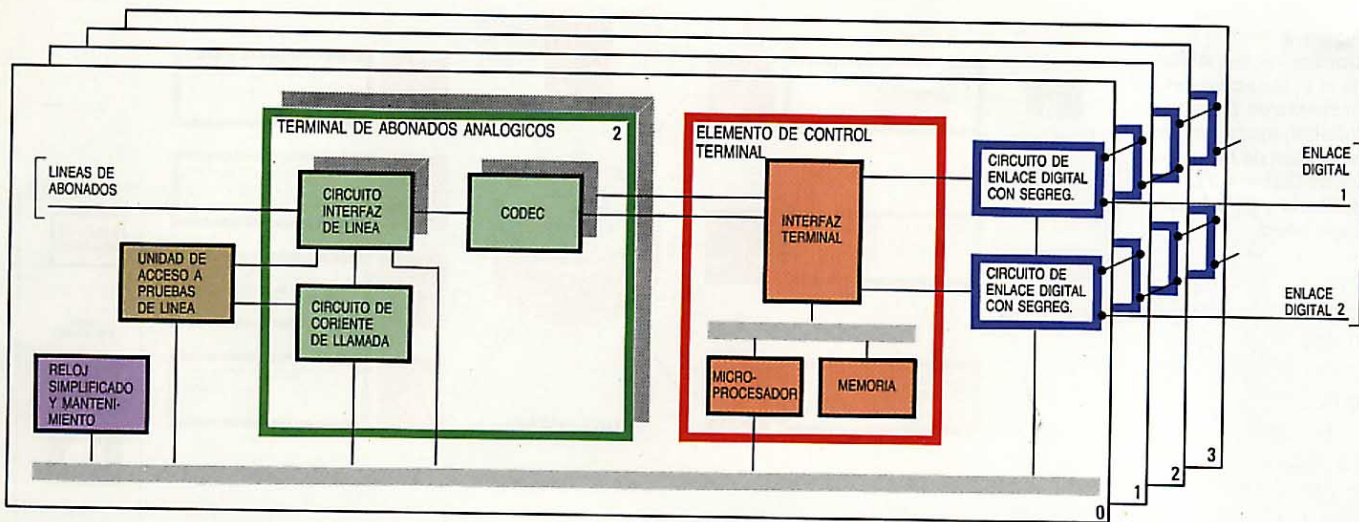 TERMINAL DE ABONADOS ANALOGICOS
2
ELEMENTO DE CONTROL
TERMINAL
LINEAS DE
ABONADOS
CIRCUITO
INTERFAZ
DE LINEA
CODEC
INTERFAZ
TERMINAL
CIRCUITO DE
ENLACE DIGITAL
CON SEGREG.
ENLACE
DIGITAL
1
UNIDAD DE
ACCESO A
PRUEBAS
DE LINEA
CIRCUITO DE
CORIENTE
DE LLAMADA
CIRCUITO DE
ENLACE DIGITAL
CON SEGREG.
ENLACE
DIGITAL 2
RELOJ
SIMPLIFICADO
Y MANTENI-
MIENTO
MICRO-
PROCESADOR
MEMORIA
0
1
2
3